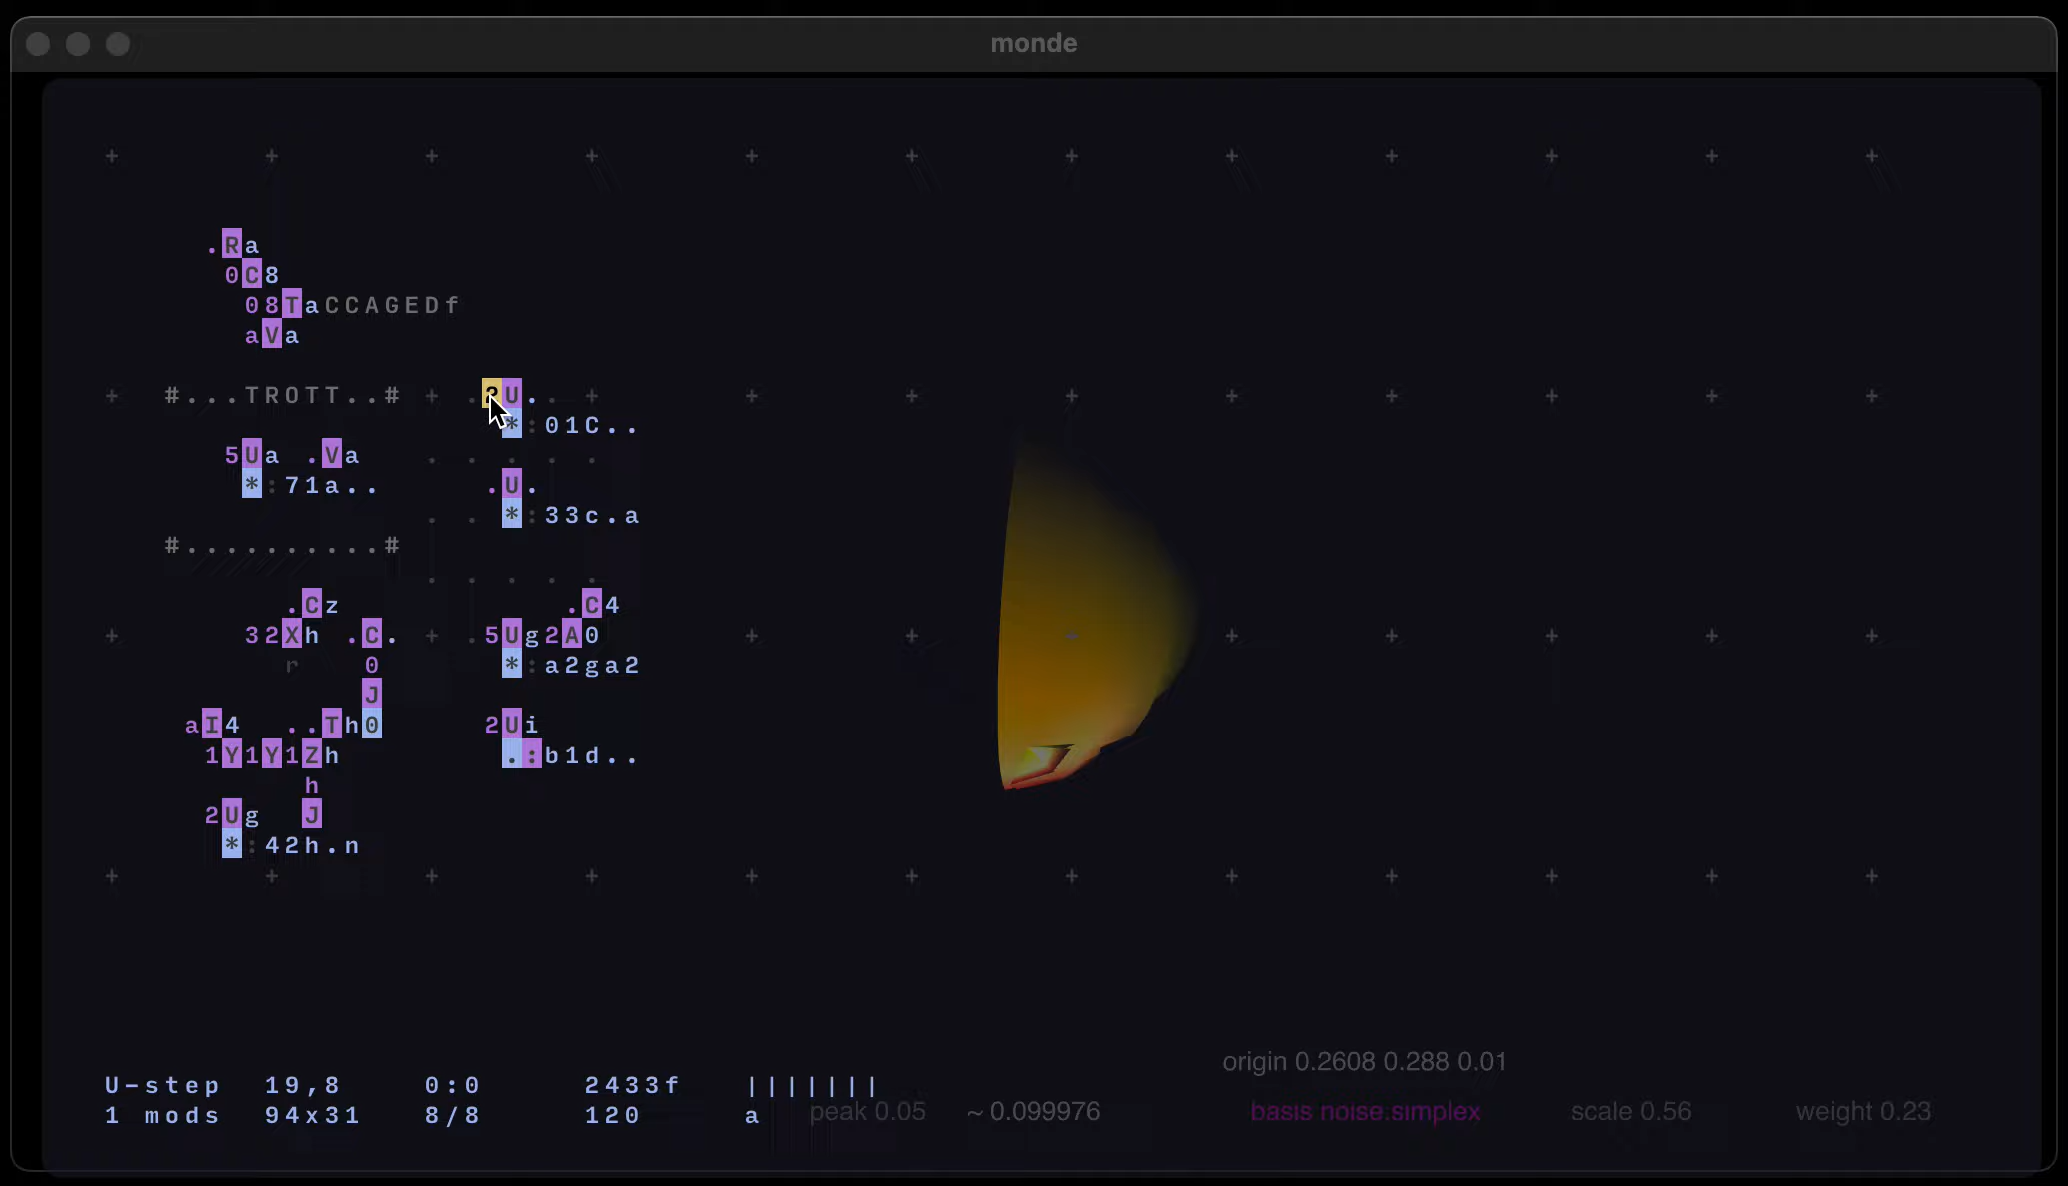 monde
.Ra
0C8
08TaCCAGEDf
aVa
#...TROTT..# + .?U..+
*:01C..
5Ua .Va
*:71a..
.U.
*:33c.a
#..........#
.Cz .C4
32Xh .C. + .5Ug2A0
r 0 *:a2ga2
J
aI4 ..Th0 2Ui
1Y1Y1Zh .:b1d..
h
2Ug J
*:42h.n
origin 0.2608 0.288 0.01
U-step 19,8 0:0 2433f |||||||
1 mods 94x31 8/8 120 a peak 0.05 ~0.099976 basis noise.simplex scale 0.56 weight 0.23